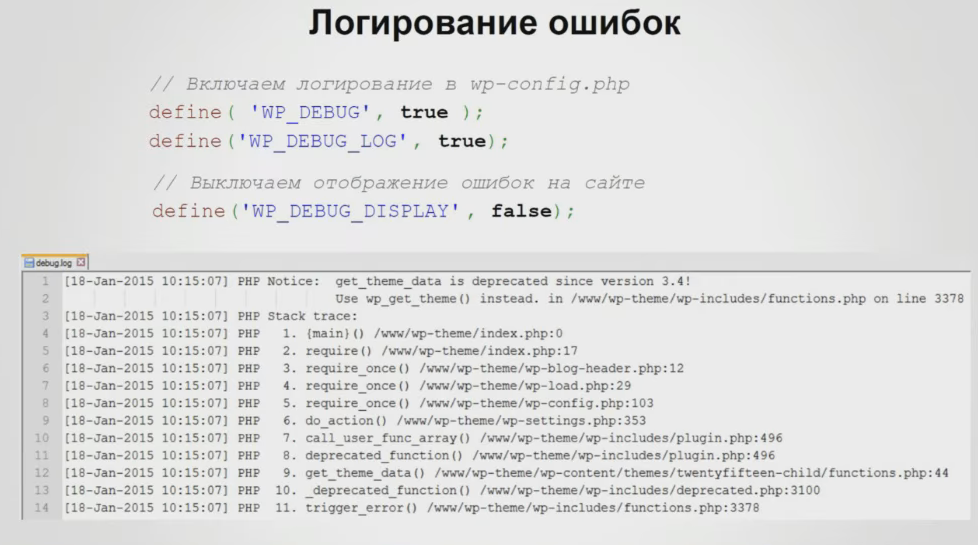 Логирование ошибок
// Включаем логирование в wp-config.php
define( 'WP_DEBUG', true );
define('WP_DEBUG_LOG', true);
// Выключаем отображение ошибок на сайте
define('WP_DEBUG_DISPLAY', false);
debug.log
1 [18-Jan-2015 10:15:07] PHP Notice:  get_theme_data is deprecated since version 3.4!
2 Use wp_get_theme() instead. in /www/wp-theme/wp-includes/functions.php on line 3378
3 [18-Jan-2015 10:15:07] PHP Stack trace:
4 [18-Jan-2015 10:15:07] PHP   1. {main}() /www/wp-theme/index.php:0
5 [18-Jan-2015 10:15:07] PHP   2. require() /www/wp-theme/index.php:17
6 [18-Jan-2015 10:15:07] PHP   3. require_once() /www/wp-theme/wp-blog-header.php:12
7 [18-Jan-2015 10:15:07] PHP   4. require_once() /www/wp-theme/wp-load.php:29
8 [18-Jan-2015 10:15:07] PHP   5. require_once() /www/wp-theme/wp-config.php:103
9 [18-Jan-2015 10:15:07] PHP   6. do_action() /www/wp-theme/wp-settings.php:353
10 [18-Jan-2015 10:15:07] PHP   7. call_user_func_array() /www/wp-theme/wp-includes/plugin.php:496
11 [18-Jan-2015 10:15:07] PHP   8. deprecated_function() /www/wp-theme/wp-includes/plugin.php:496
12 [18-Jan-2015 10:15:07] PHP   9. get_theme_data() /www/wp-theme/wp-content/themes/twentyfifteen-child/functions.php:44
13 [18-Jan-2015 10:15:07] PHP  10. _deprecated_function() /www/wp-theme/wp-includes/deprecated.php:3100
14 [18-Jan-2015 10:15:07] PHP  11. trigger_error() /www/wp-theme/wp-includes/functions.php:3378